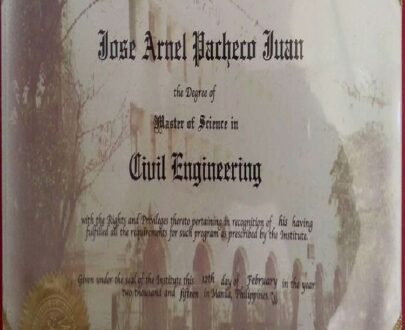 Jose Arnel Pacheco Juan
the Degree of
Master of Science in
Civil Engineering
with the Rights and Privileges thereto pertaining in recognition of his having
fulfilled all the requirements for such program as prescribed by the Institute.
Given under the seal of the Institute this 12th day of February in the year
two thousand and fifteen in Manila, Philippines.